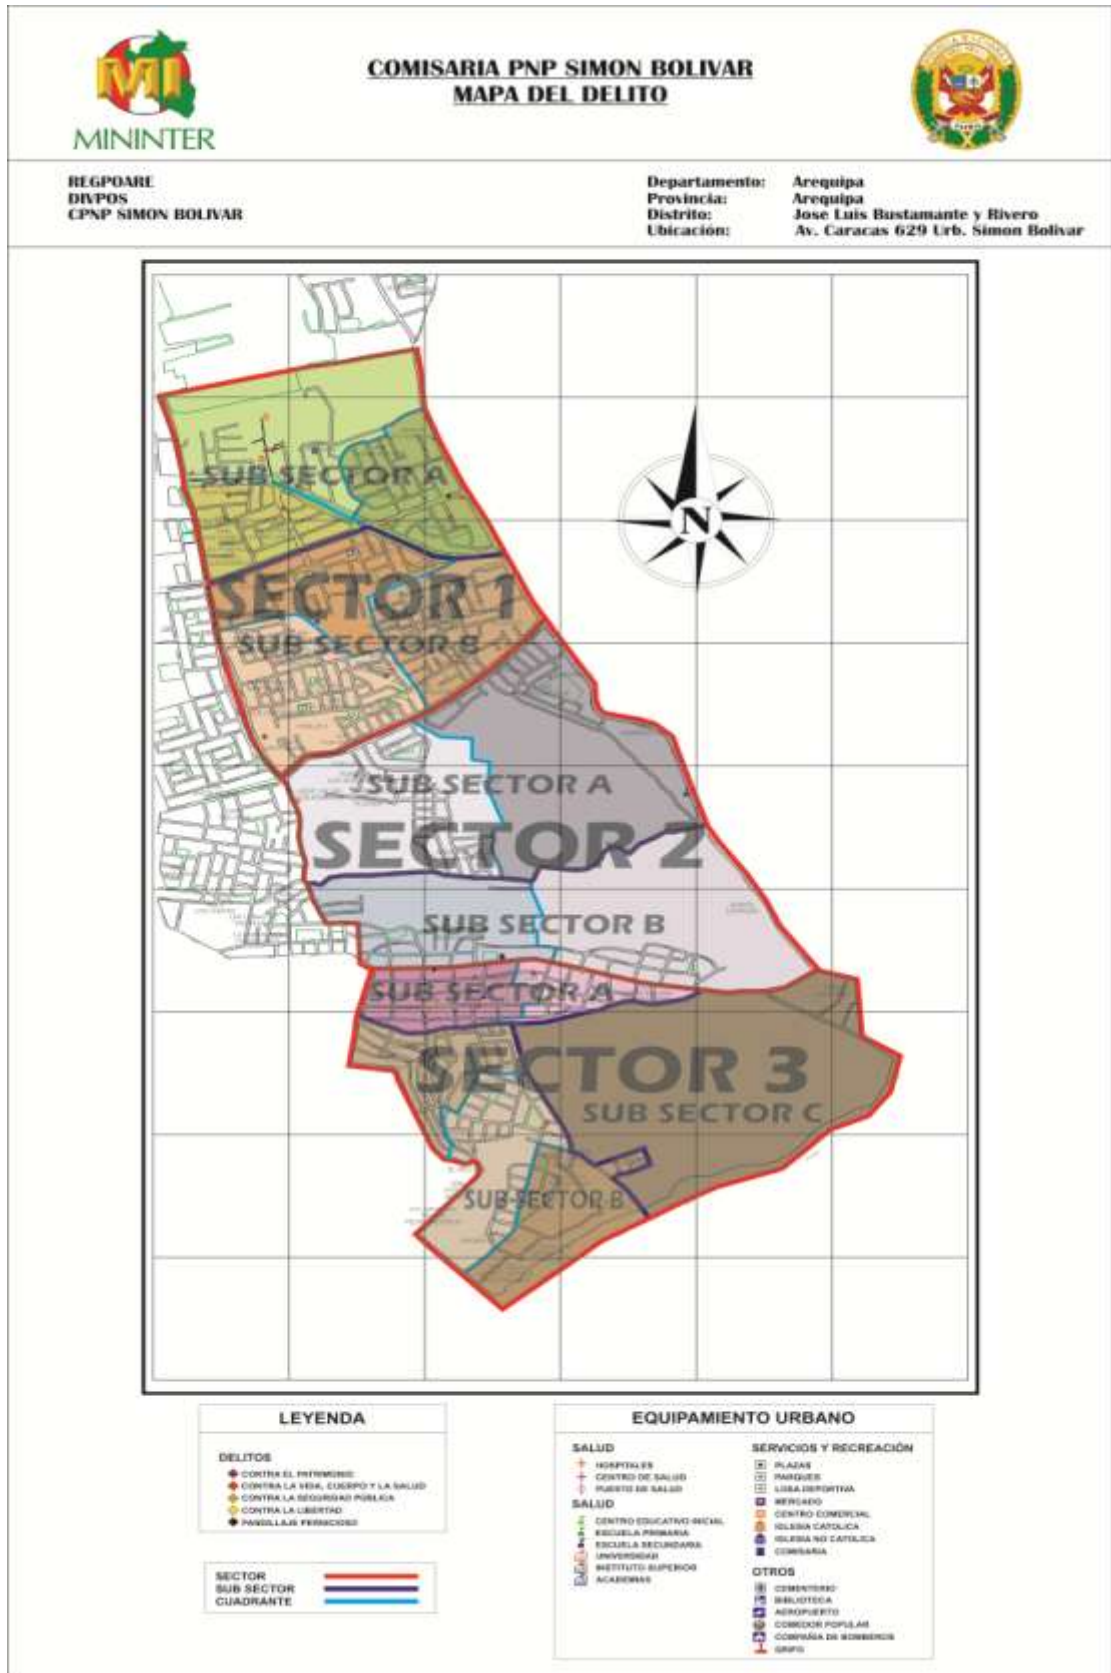 MI
MININTER
COMISARIA PNP SIMON BOLIVAR
MAPA DEL DELITO
REGPOARE
DIVPOS
CPNP SIMON BOLIVAR
Departamento: Arequipa
Provincia: Arequipa
Distrito: Jose Luis Bustamante y Rivero
Ubicación: Av. Caracas 629 Urb. Simon Bolivar
SUB SECTOR A
SECTOR 1
SUB SECTOR B
N
SUB SECTOR A
SECTOR 2
SUB SECTOR B
SUB SECTOR A
SECTOR 3
SUB SECTOR C
SUB SECTOR B
LEYENDA
DELITOS
CONTRA EL PATRIMONIO
CONTRA LA VIDA, CUERPO Y LA SALUD
CONTRA LA SEGURIDAD PÚBLICA
CONTRA LA LIBERTAD
PANDILLAJE PERNICIOSO
SECTOR
SUB SECTOR
CUADRANTE
EQUIPAMIENTO URBANO
SALUD
HOSPITALES
CENTRO DE SALUD
PUESTO DE SALUD
SALUD
CENTRO EDUCATIVO INICIAL
ESCUELA PRIMARIA
ESCUELA SECUNDARIA
UNIVERSIDAD
INSTITUTO SUPERIOR
ACADEMIAS
SERVICIOS Y RECREACIÓN
PLAZAS
PARQUES
LOSA DEPORTIVA
MERCADO
CENTRO COMERCIAL
IGLESIA CATOLICA
IGLESIA NO CATOLICA
COMISARIA
OTROS
CEMENTERIO
BIBLIOTECA
AEROPUERTO
COMEDOR POPULAR
COMPAÑIA DE BOMBEROS
GRIFO